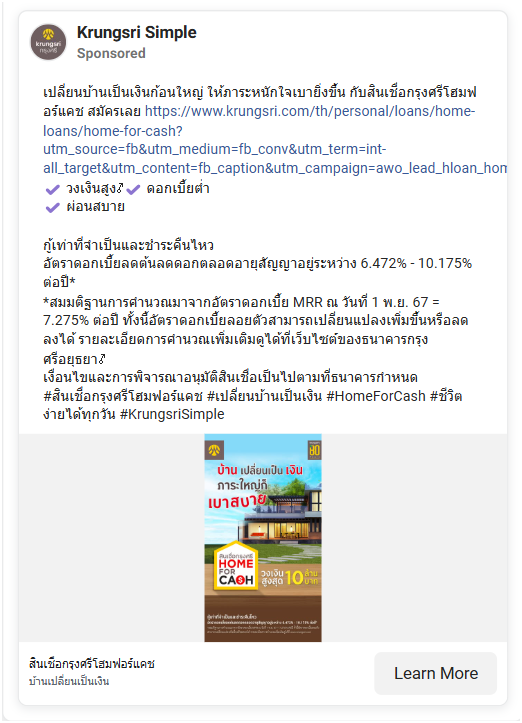 Krungsri Simple
Sponsored
krungsri
กรุงศรี
เปลี่ยนบ้านเป็นเงินก้อนใหญ่ ให้ภาระหนักใจเบายิ่งขึ้น กับสินเชื่อกรุงศรีโฮมฟ
อร์แคช สมัครเลย https://www.krungsri.com/th/personal/loans/home-
loans/home-for-cash?
utm_source=fb&utm_medium=fb_conv&utm_term=int-
all_target&utm_content=fb_caption&utm_campaign=awo_lead_hloan_hom
✓ วงเงินสูง ✓ ดอกเบี้ยต่ำ
✓ ผ่อนสบาย
กู้เท่าที่จำเป็นและชำระคืนไหว
อัตราดอกเบี้ยลดต้นลดดอกตลอดอายุสัญญาอยู่ระหว่าง 6.472% - 10.175%
ต่อปี*
*สมมติฐานการคำนวณมาจากอัตราดอกเบี้ย MRR ณ วันที่ 1 พ.ย. 67 =
7.275% ต่อปี ทั้งนี้อัตราดอกเบี้ยลอยตัวสามารถเปลี่ยนแปลงเพิ่มขึ้นหรือลด
ลงได้ รายละเอียดการคำนวณเพิ่มเติมดูได้ที่เว็บไซต์ของธนาคารกรุง
ศรีอยุธยา
เงื่อนไขและการพิจารณาอนุมัติสินเชื่อเป็นไปตามที่ธนาคารกำหนด
#สินเชื่อกรุงศรีโฮมฟอร์แคช #เปลี่ยนบ้านเป็นเงิน #HomeForCash #ชีวิต
ง่ายได้ทุกวัน #KrungsriSimple
บ้าน เปลี่ยนเป็น เงิน
ภาระใหญ่ก็
เบาสบาย
สินเชื่อกรุงศรี
HOME
FOR
CASH
วงเงิน
สูงสุด 10 ล้าน
บาท
กู้เท่าที่จำเป็นและชำระคืนไหว
สินเชื่อกรุงศรีโฮมฟอร์แคช
บ้านเปลี่ยนเป็นเงิน
Learn More